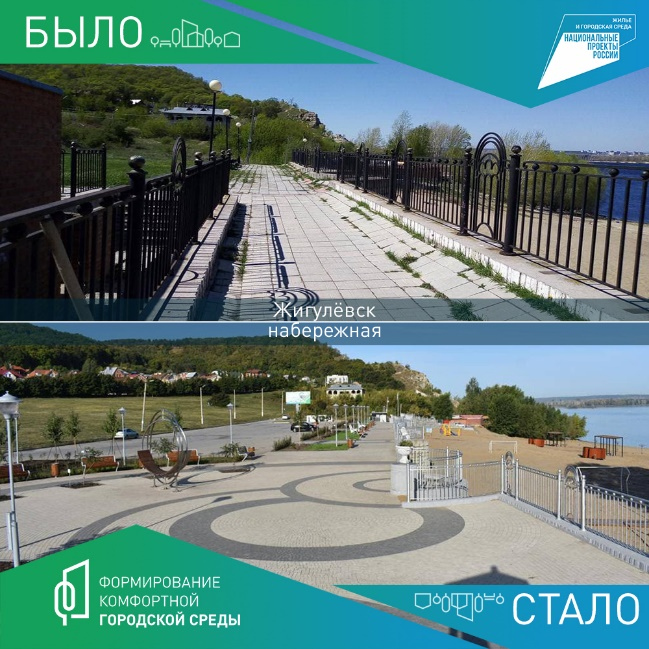 БЫЛО
ЖИЛЬЕ
И ГОРОДСКАЯ СРЕДА
НАЦИОНАЛЬНЫЕ
ПРОЕКТЫ
РОССИИ
Жигулёвск
набережная
ФОРМИРОВАНИЕ
КОМФОРТНОЙ
ГОРОДСКОЙ СРЕДЫ
СТАЛО